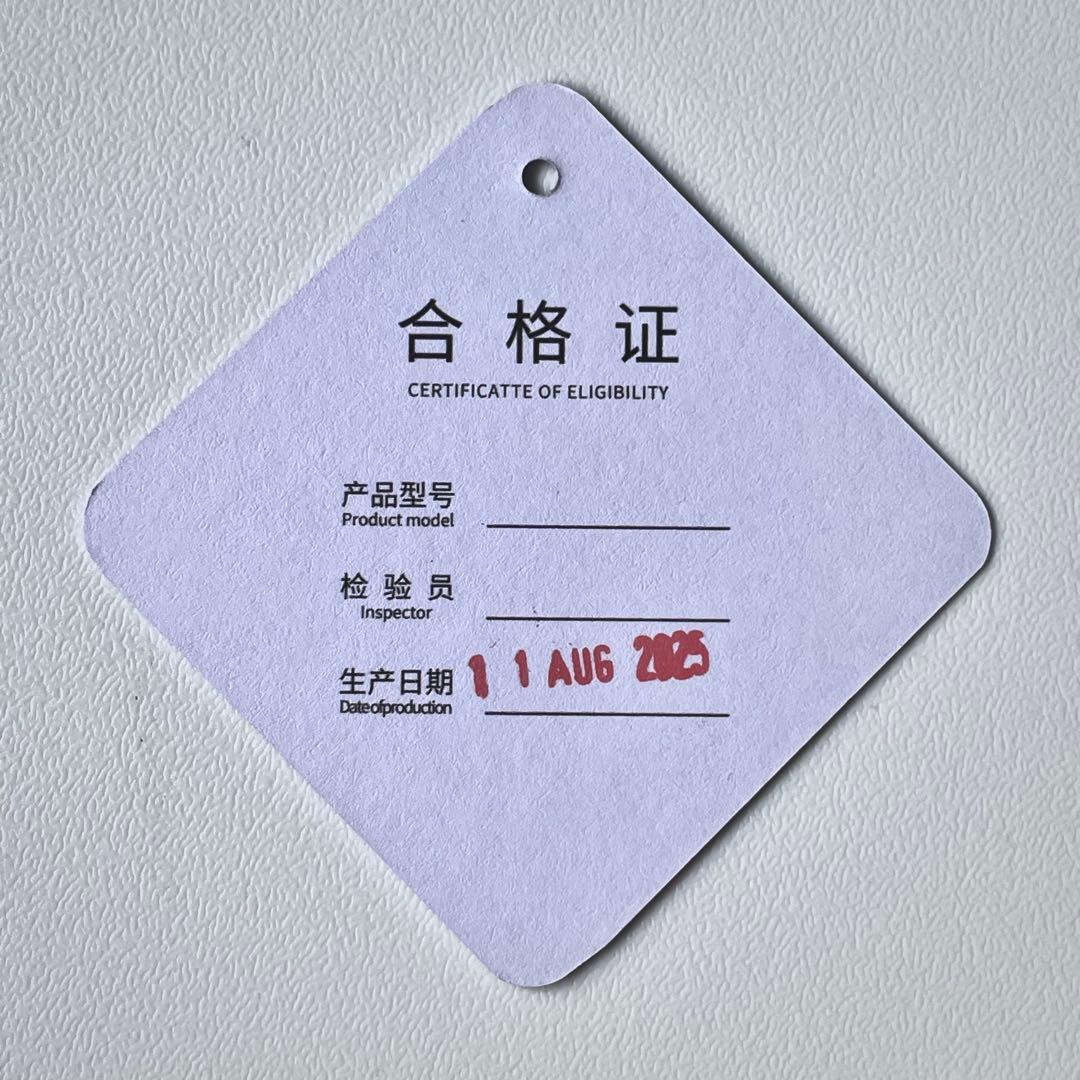 合格证
CERTIFICATTE OF ELIGIBILITY
产品型号
Product model
检验员
Inspector
生产日期 11 AUG 2025
Dateofproduction